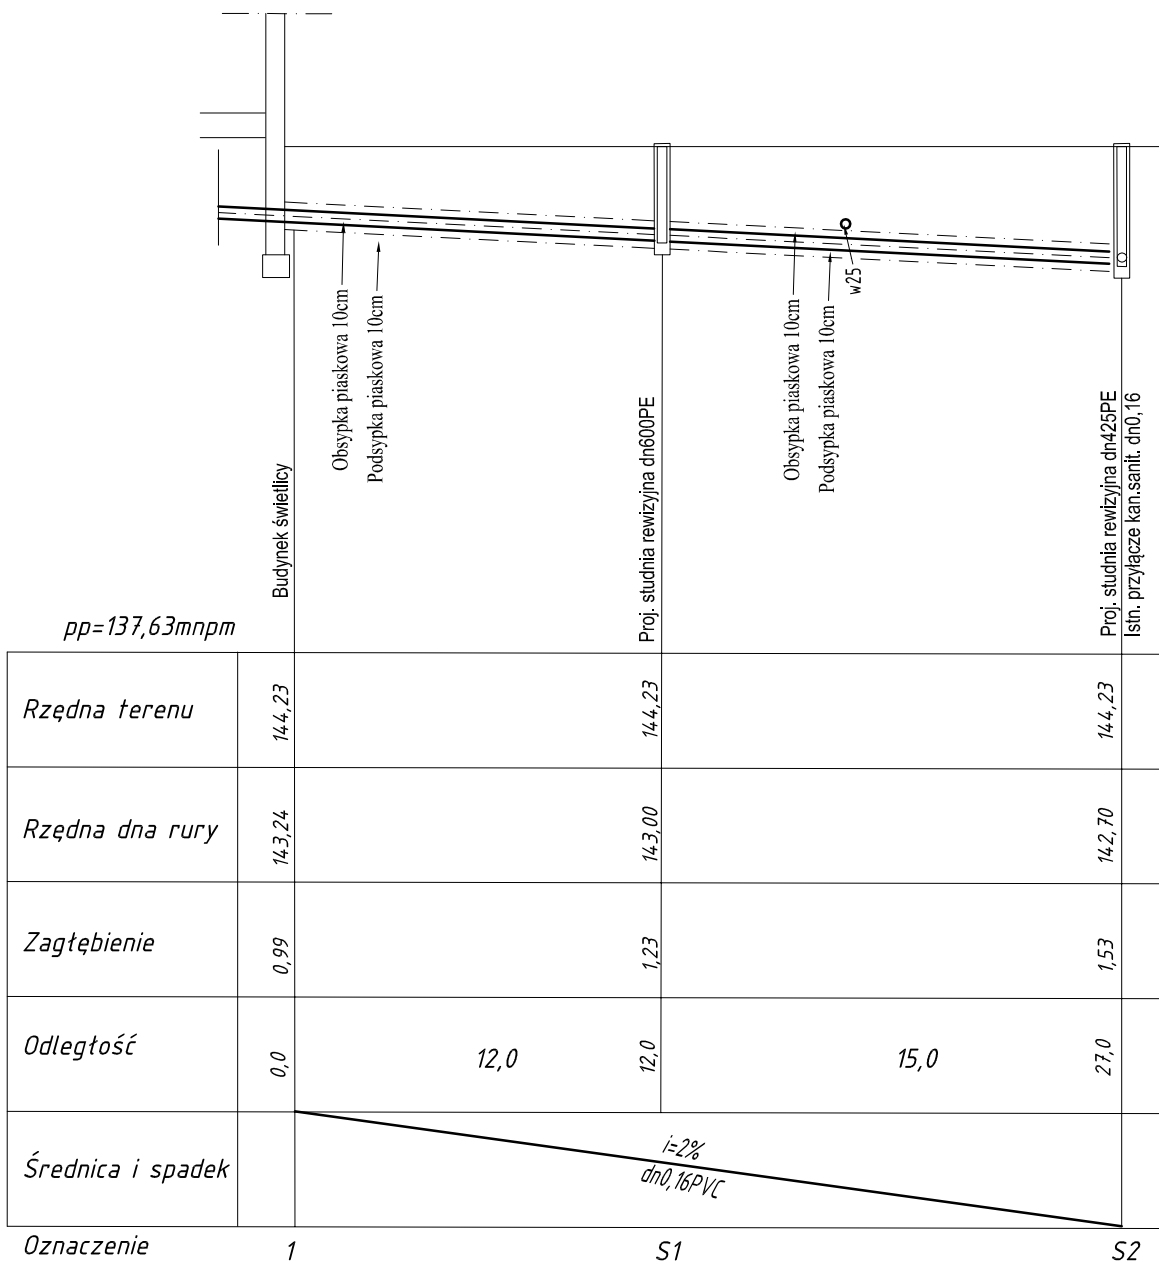 w25
Obsypka piaskowa 10cm
Podsypka piaskowa 10cm
Obsypka piaskowa 10cm
Podsypka piaskowa 10cm
Budynek świetlicy
Proj. studnia rewizyjna dn600PE
Proj. studnia rewizyjna dn425PE
Istn. przyłącze kan.sanit. dn0,16
pp=137,63mnpm
Rzędna terenu 144,23 144,23 144,23
Rzędna dna rury 143,24 143,00 142,70
Zagłębienie 0,99 1,23 1,53
Odległość 0,0 12,0 12,0 15,0 27,0
Średnica i spadek
i=2%
dn0,16PVC
Oznaczenie 1 S1 S2